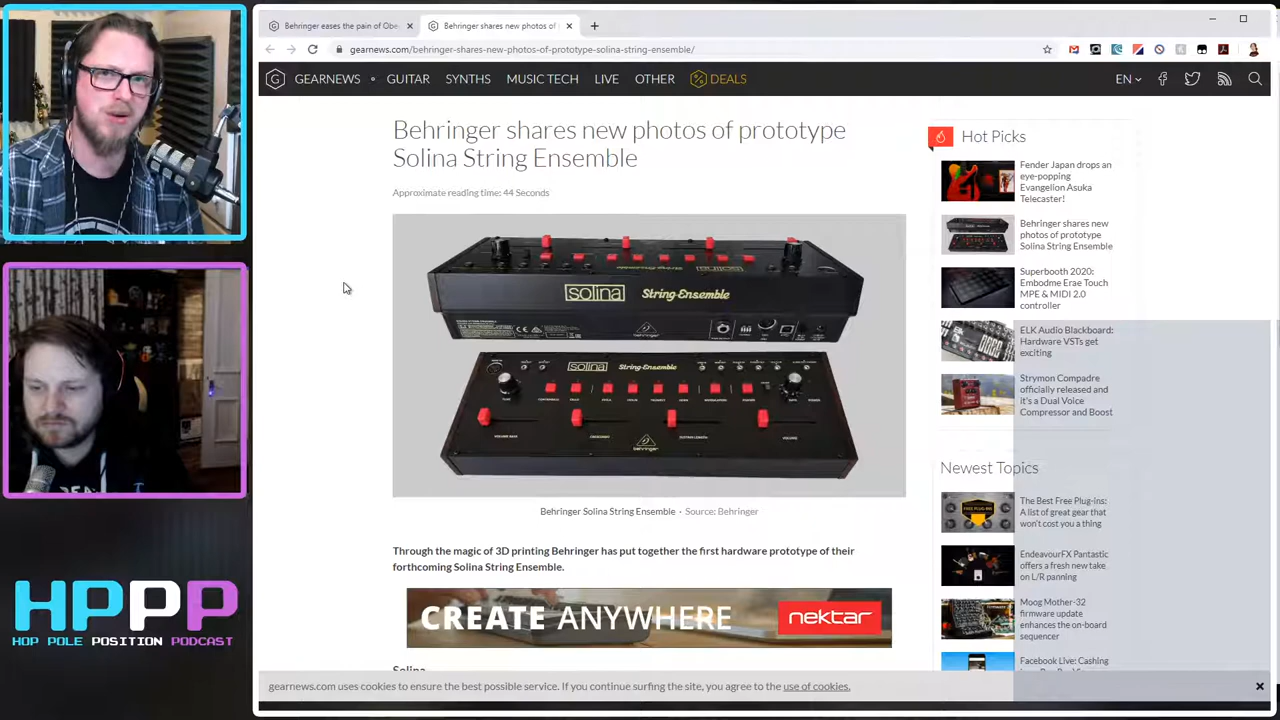 Behringer eases the pain of Obe
Behringer shares new photos of
gearnews.com/behringer-shares-new-photos-of-prototype-solina-string-ensemble/
GEARNEWS
GUITAR
SYNTHS
MUSIC TECH
LIVE
OTHER
DEALS
EN
Behringer shares new photos of prototype
Solina String Ensemble
Approximate reading time: 44 Seconds
solina String-Ensemble
solina String-Ensemble
behringer
Behringer Solina String Ensemble · Source: Behringer
Through the magic of 3D printing Behringer has put together the first hardware prototype of their
forthcoming Solina String Ensemble.
CREATE ANYWHERE nektar
Solina
Hot Picks
Fender Japan drops an
eye-popping
Evangelion Asuka
Telecaster!
Behringer shares new
photos of prototype
Solina String Ensemble
Superbooth 2020:
Embodme Erae Touch
MPE & MIDI 2.0
controller
ELK Audio Blackboard:
Hardware VSTs get
exciting
Strymon Compadre
officially released and
it's a Dual Voice
Compressor and Boost
Newest Topics
FREE PLUG-INS
The Best Free Plug-ins:
A list of great gear that
won't cost you a thing
EndeavourFX Pantastic
offers a fresh new take
on L/R panning
Moog Mother-32
firmware update
enhances the on-board
sequencer
Facebook Live: Cashing
gearnews.com uses cookies to ensure the best possible service. If you continue surfing the site, you agree to the use of cookies.
HPPP
HOP POLE POSITION PODCAST